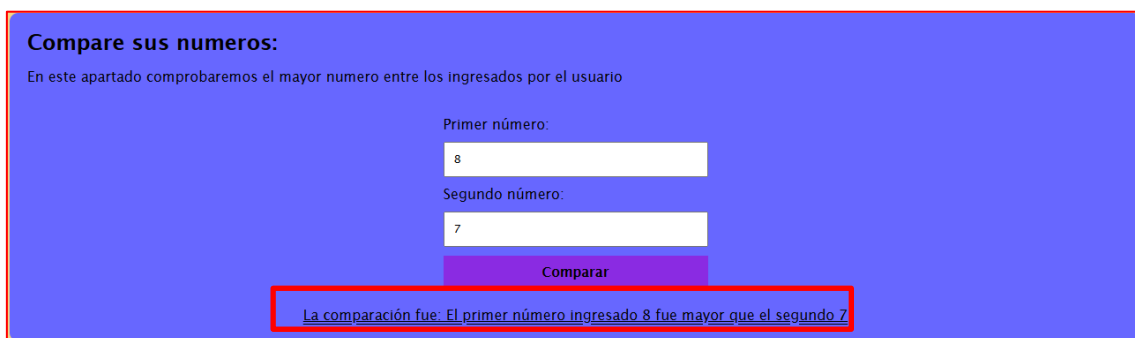 Compare sus numeros:
En este apartado comprobaremos el mayor numero entre los ingresados por el usuario
Primer número:
8
Segundo número:
7
Comparar
La comparación fue: El primer número ingresado 8 fue mayor que el segundo 7